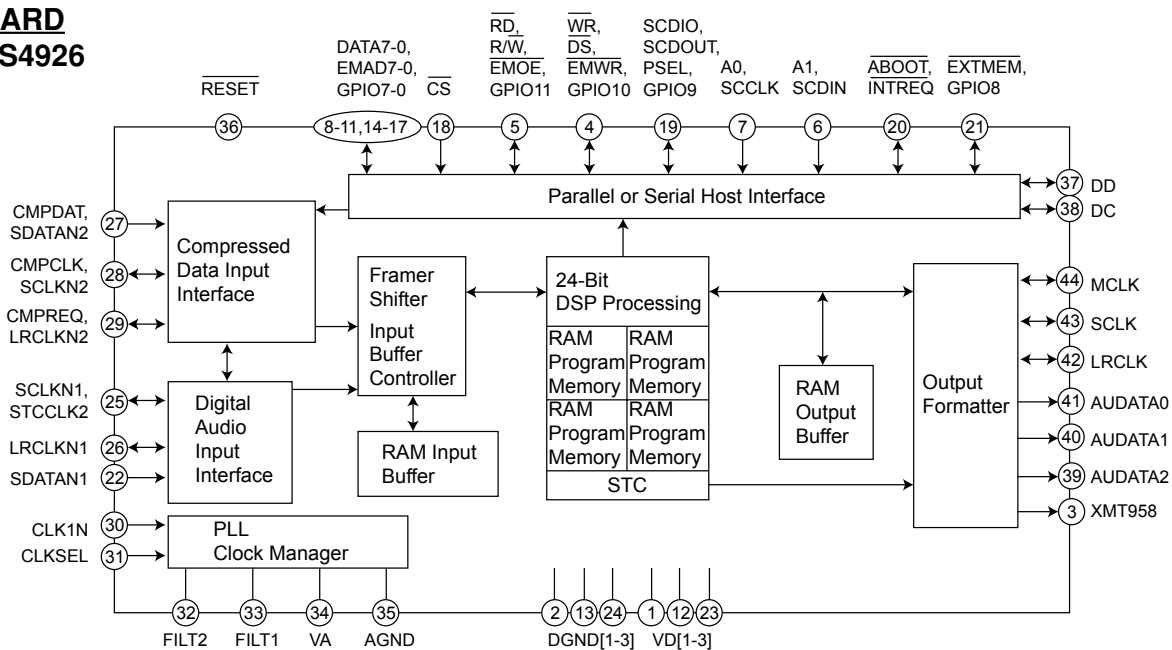 ARD
S4926
RESET
DATA7-0,
EMAD7-0,
GPIO7-0
CS
RD,
R/W,
EMOE,
GPIO11
WR,
DS,
EMWR,
GPIO10
SCDIO,
SCDOUT,
PSEL,
GPIO9
A0,
SCCLK
A1,
SCDIN
ABOOT,
INTREQ
EXTMEM,
GPIO8
36
8-11,14-17
18
5
4
19
7
6
20
21
Parallel or Serial Host Interface
37 DD
38 DC
CMPDAT,
SDATAN2
27
CMPCLK,
SCLKN2
28
CMPREQ,
LRCLKN2
29
Compressed
Data Input
Interface
Framer
Shifter
Input
Buffer
Controller
24-Bit
DSP Processing
RAM
Program
Memory
RAM
Program
Memory
RAM
Program
Memory
RAM
Program
Memory
STC
RAM
Output
Buffer
Output
Formatter
44 MCLK
43 SCLK
42 LRCLK
41 AUDATA0
40 AUDATA1
39 AUDATA2
3 XMT958
SCLKN1,
STCCLK2
25
LRCLKN1 26
SDATAN1 22
Digital
Audio
Input
Interface
RAM Input
Buffer
CLK1N 30
CLKSEL 31
PLL
Clock Manager
32
33
34
35
2
13
24
1
12
23
FILT2
FILT1
VA
AGND
DGND[1-3]
VD[1-3]